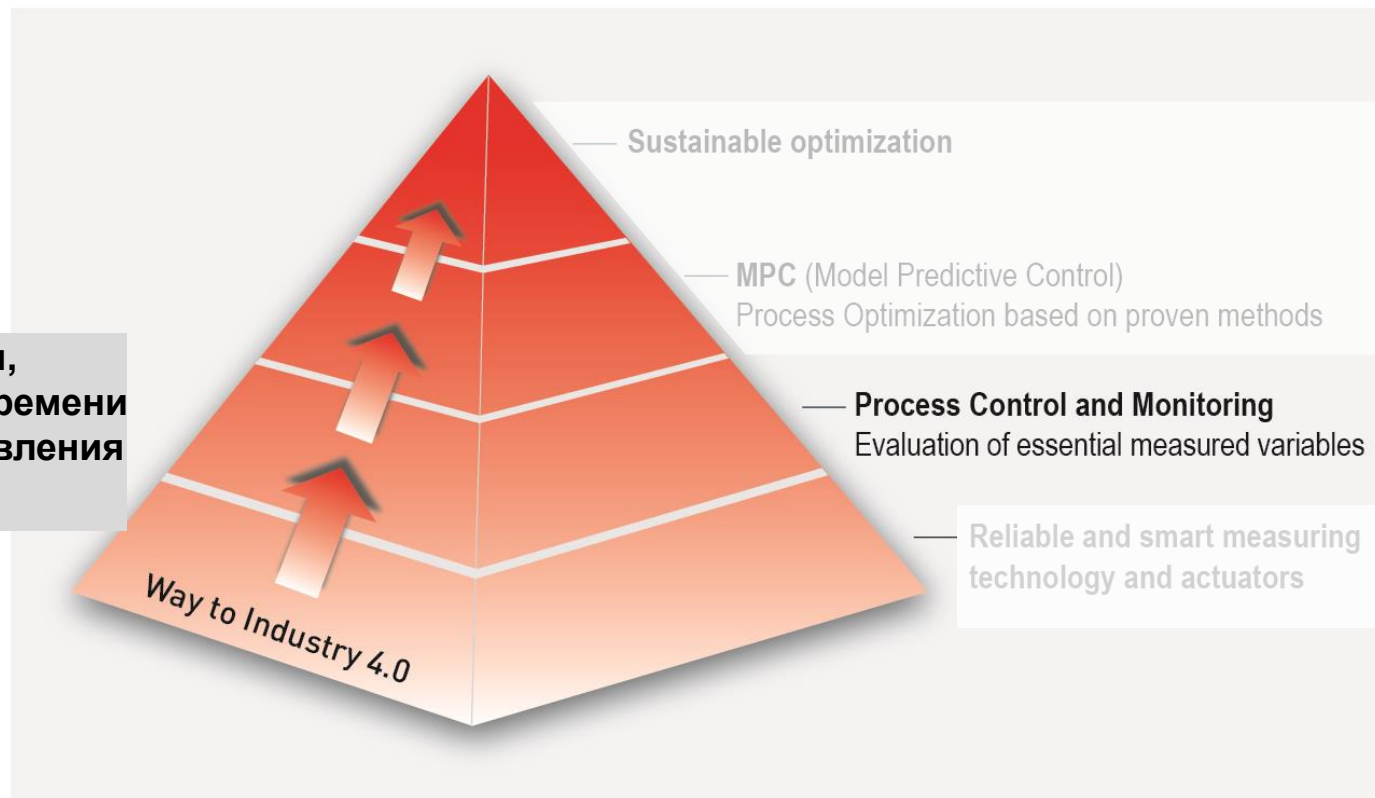 Sustainable optimization
MPC (Model Predictive Control)
Process Optimization based on proven methods
ремени
вления
Process Control and Monitoring
Evaluation of essential measured variables
Reliable and smart measuring
technology and actuators
Way to Industry 4.0